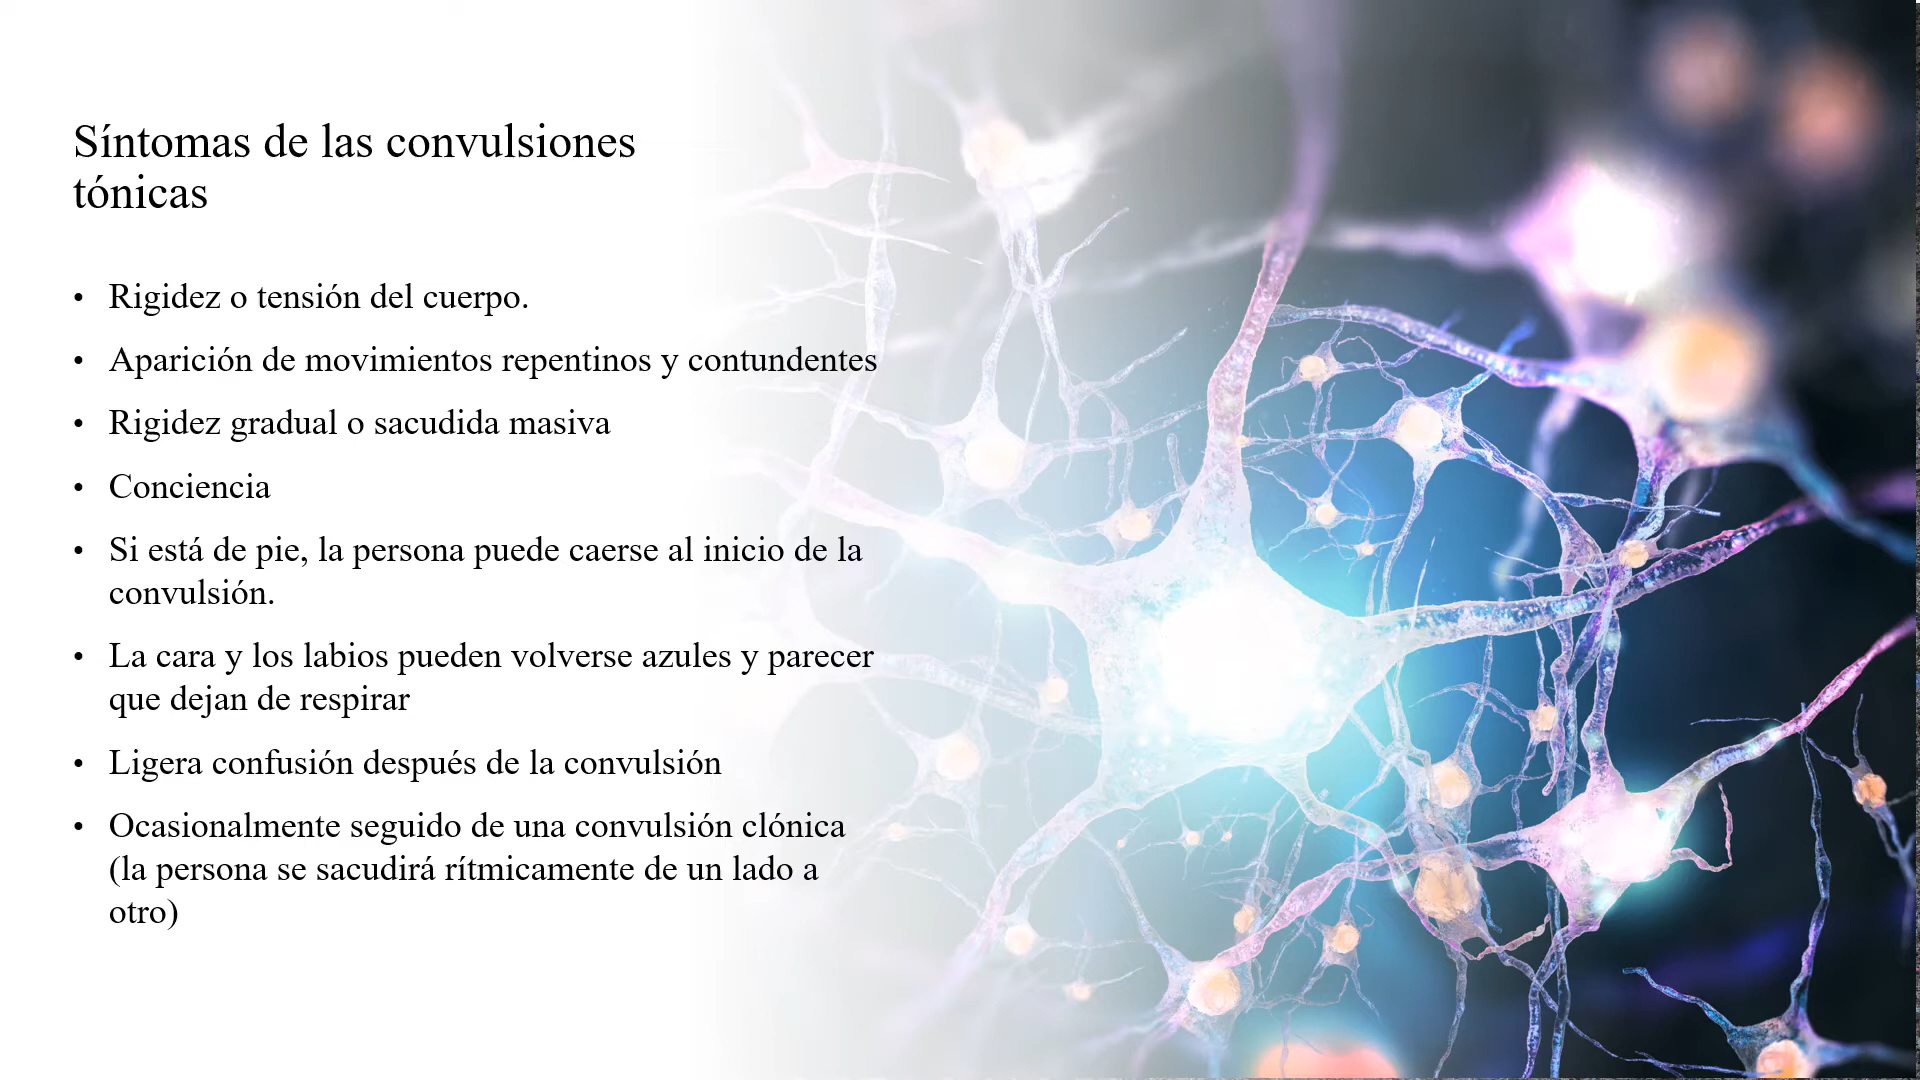 Síntomas de las convulsiones
tónicas
• Rigidez o tensión del cuerpo.
• Aparición de movimientos repentinos y contundentes
• Rigidez gradual o sacudida masiva
• Conciencia
• Si está de pie, la persona puede caerse al inicio de la
convulsión.
• La cara y los labios pueden volverse azules y parecer
que dejan de respirar
• Ligera confusión después de la convulsión
• Ocasionalmente seguido de una convulsión clónica
(la persona se sacudirá rítmicamente de un lado a
otro)